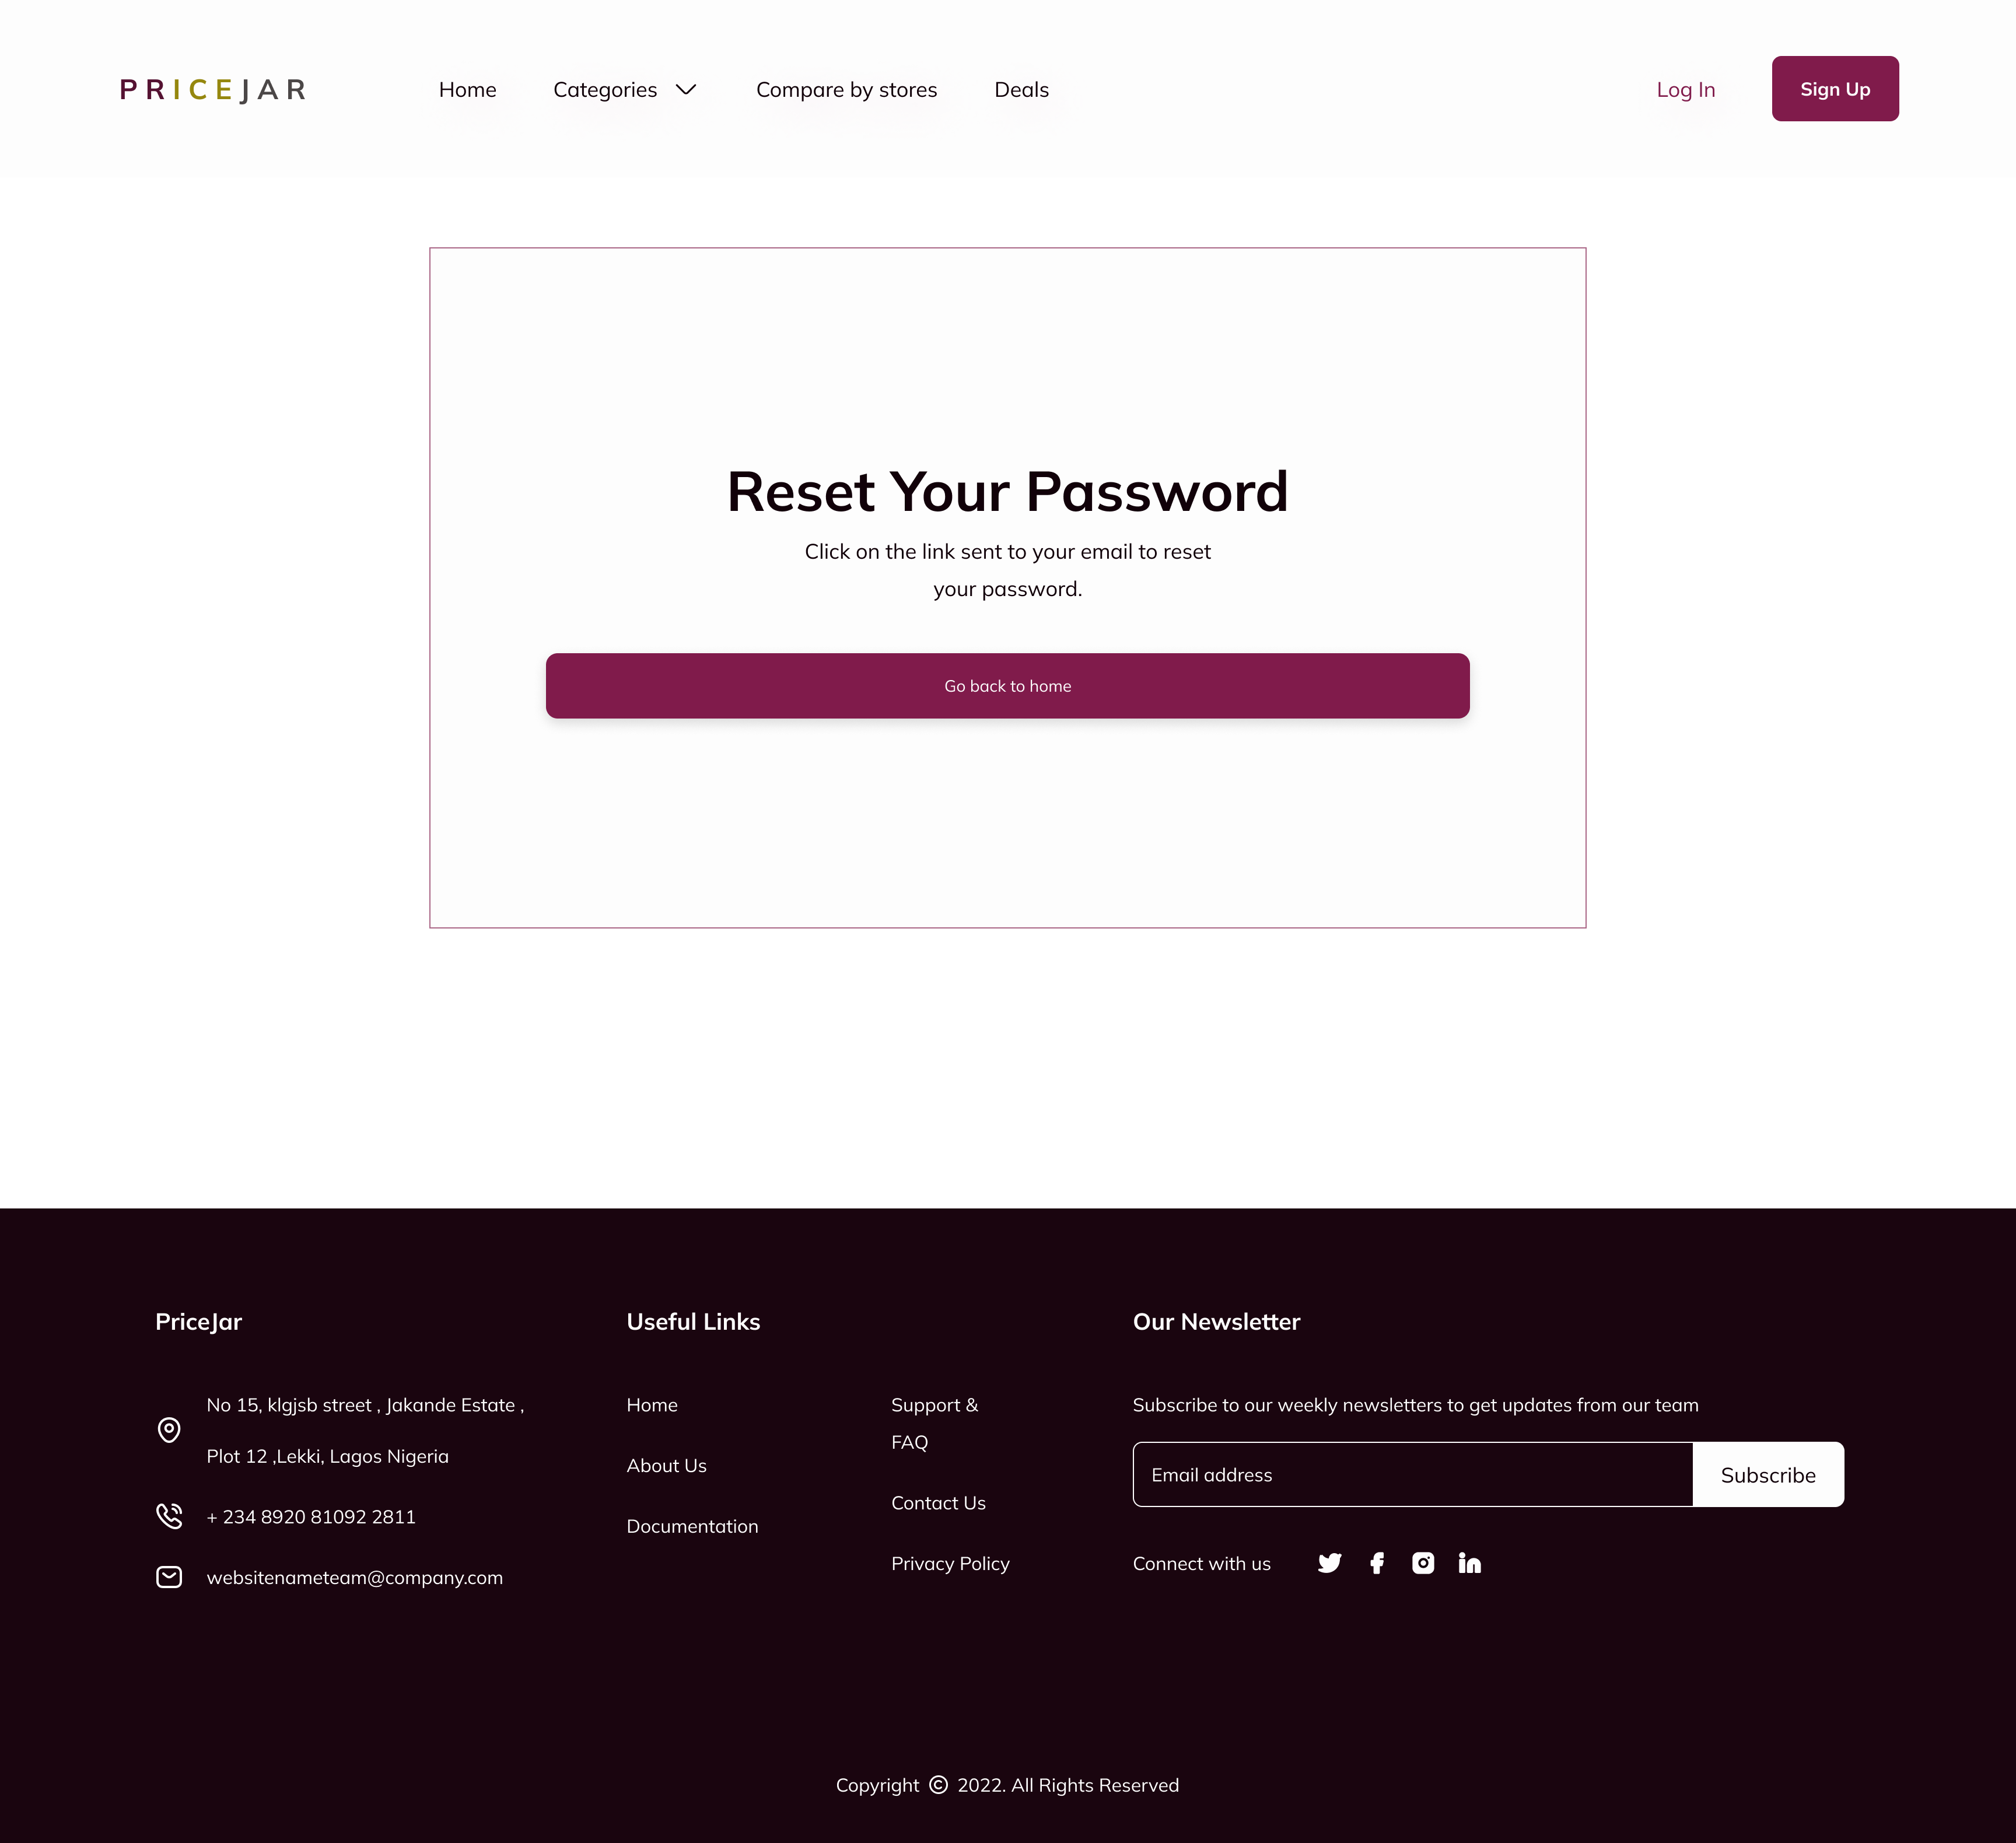 PRICEJAR
Home
Categories
Compare by stores
Deals
Log In
Sign Up
Reset Your Password
Click on the link sent to your email to reset
your password.
Go back to home
PriceJar
No 15, klgjsb street , Jakande Estate ,
Plot 12 ,Lekki, Lagos Nigeria
+ 234 8920 81092 2811
websitenameteam@company.com
Useful Links
Home
About Us
Documentation
Support &
FAQ
Contact Us
Privacy Policy
Our Newsletter
Subscribe to our weekly newsletters to get updates from our team
Email address
Subscribe
Connect with us
Copyright © 2022. All Rights Reserved